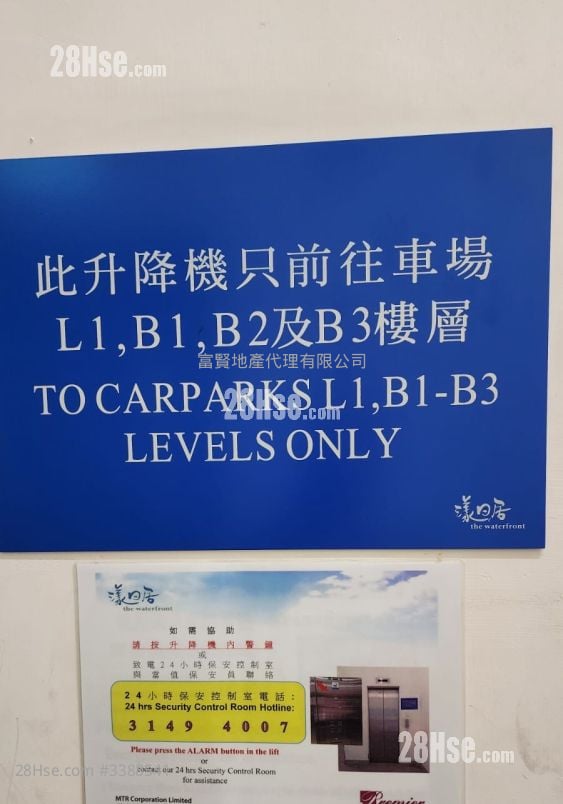 28Hse.com
此升降機只前往車場
L1,B1,B2及B3樓層
富賢地產代理有限公司
TO CARPARKS L1,B1-B3
28Hse.com
LEVELS ONLY
漾日居
the waterfront
漾日居
the waterfront
如需協助
請按升降機內警鐘
或
致電24小時保安控制室
與當值保安員聯絡
24小時保安控制室電話:
24 hrs Security Control Room Hotline:
3149 4007
Please press the ALARM button in the lift
or
contact our 24 hrs Security Control Room
for assistance
28Hse.com
28Hse.com
MTR Corporation Limited
Premier